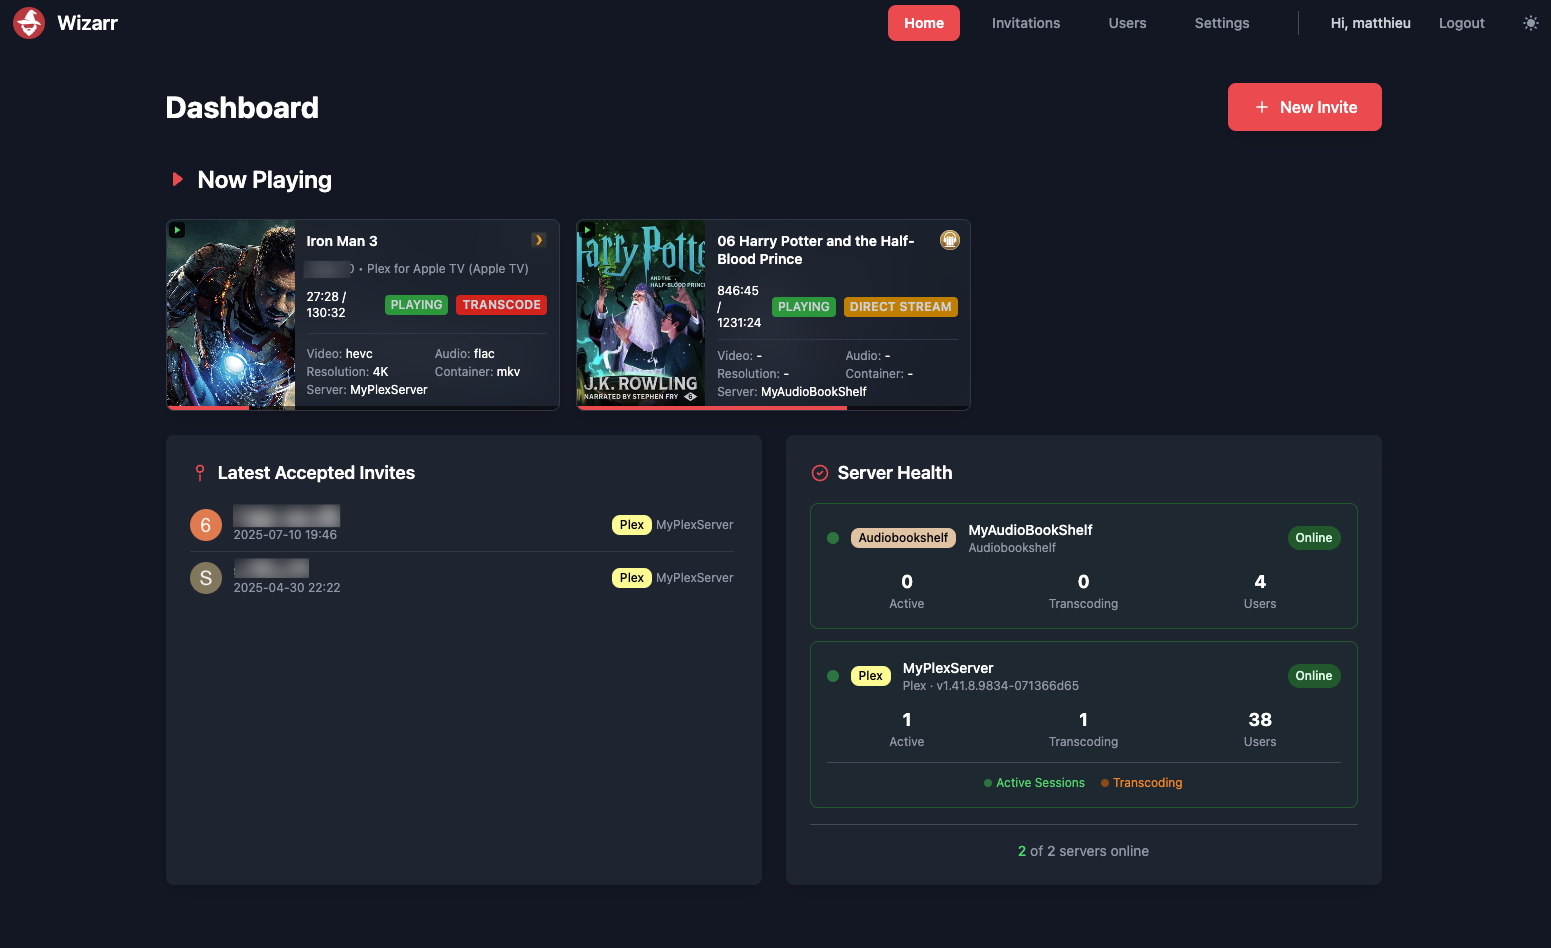 Wizarr
Home
Invitations
Users
Settings
Hi, matthieu
Logout
Dashboard
+ New Invite
Now Playing
Iron Man 3
• Plex for Apple TV (Apple TV)
27:28 /
130:32
PLAYING
TRANSCODE
Video: hevc
Audio: flac
Resolution: 4K
Container: mkv
Server: MyPlexServer
Harry Potte
AND THE
HALF-BLOOD PRINC
J.K. ROWLING
NARRATED BY STEPHEN FRY
06 Harry Potter and the Half-
Blood Prince
846:45
/
1231:24
PLAYING
DIRECT STREAM
Video: -
Audio: -
Resolution: -
Container: -
Server: MyAudioBookShelf
Latest Accepted Invites
6
2025-07-10 19:46
Plex MyPlexServer
S
2025-04-30 22:22
Plex MyPlexServer
Server Health
Audiobookshelf
MyAudioBookShelf
Audiobookshelf
Online
0
0
4
Active
Transcoding
Users
Plex
MyPlexServer
Plex · v1.41.8.9834-071366d65
Online
1
1
38
Active
Transcoding
Users
Active Sessions
Transcoding
2 of 2 servers online